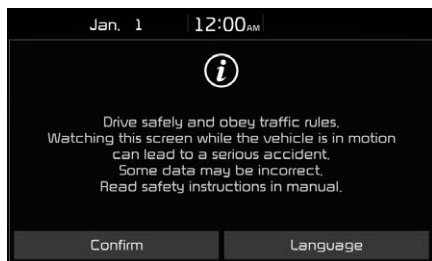 Jan. 1 12:00AM
i
Drive safely and obey traffic rules.
Watching this screen while the vehicle is in motion
can lead to a serious accident.
Some data may be incorrect.
Read safety instructions in manual.
Confirm Language